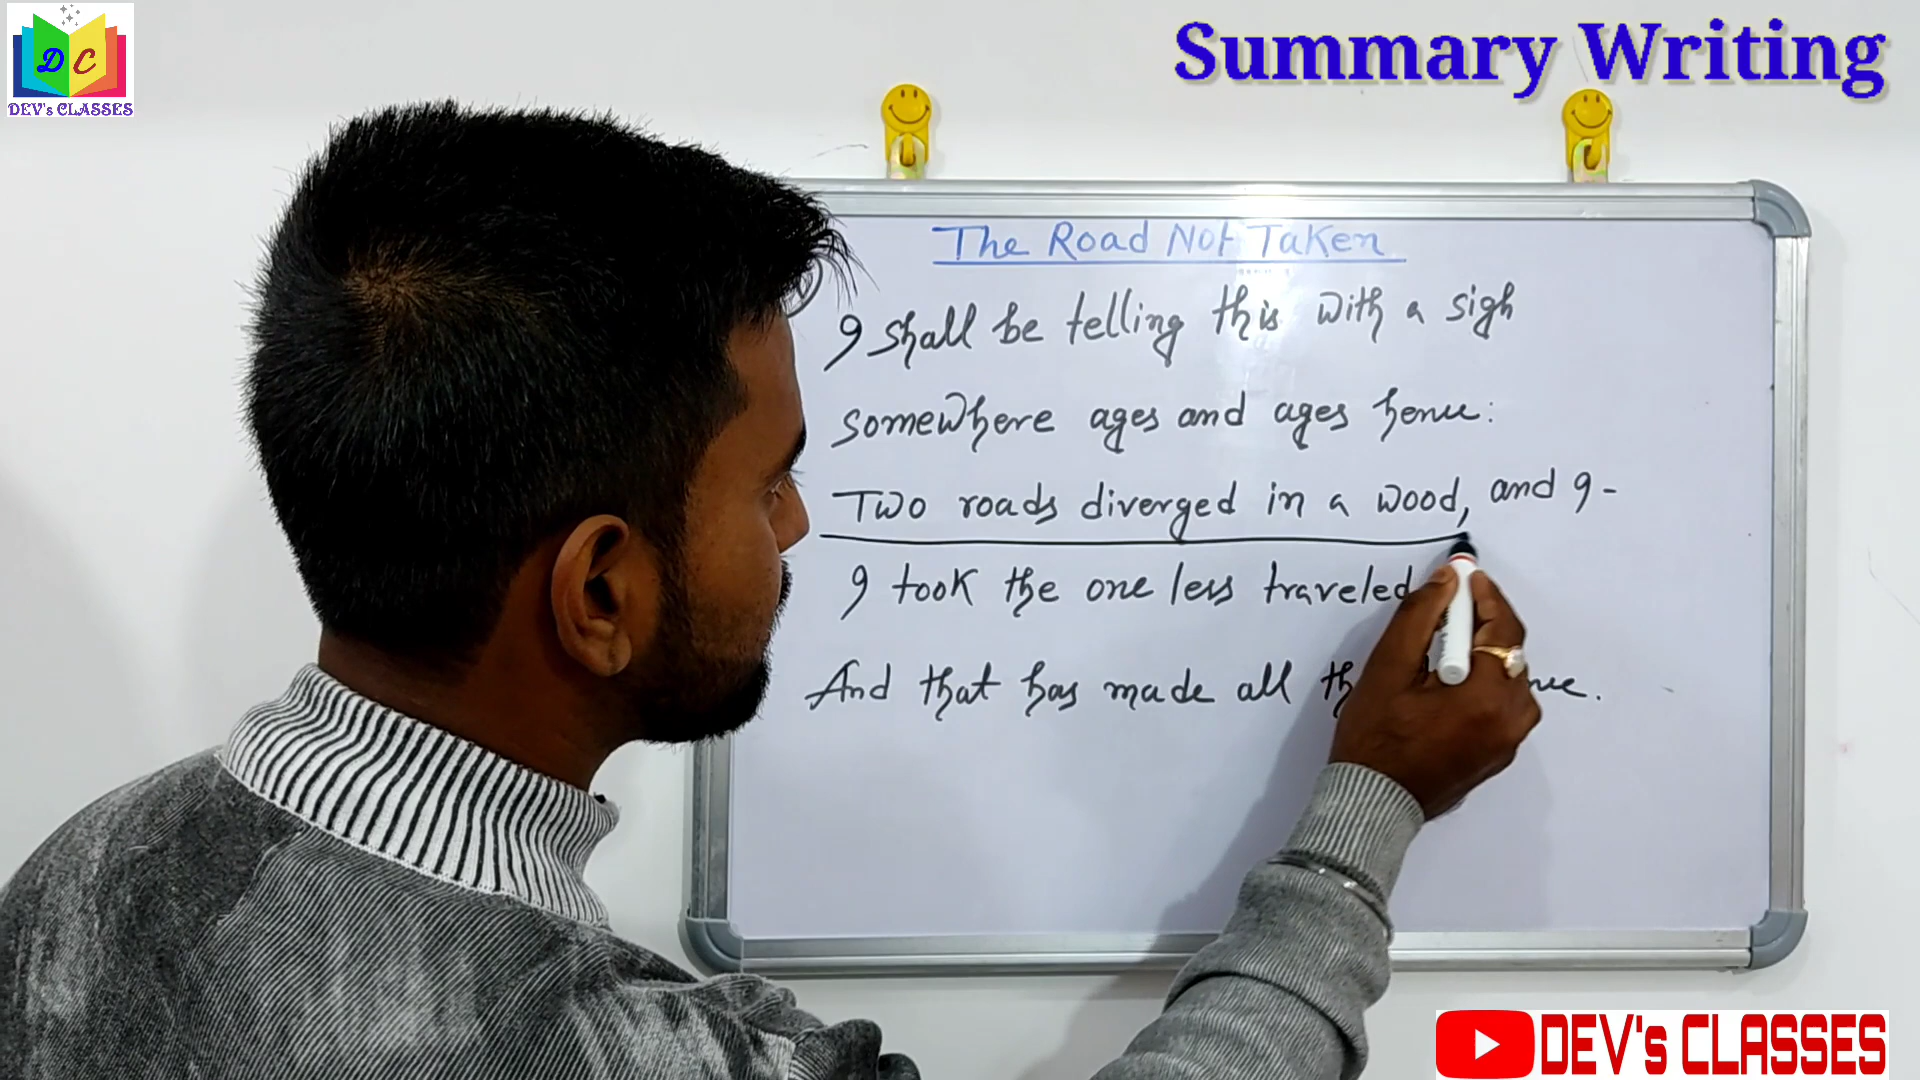 DC
DEV's CLASSES
Summary Writing
The Road Not Taken
I shall be telling this with a sigh
somewhere ages and ages hence:
Two roads diverged in a wood, and I -
I took the one less traveled
And that has made all
DEV's CLASSES